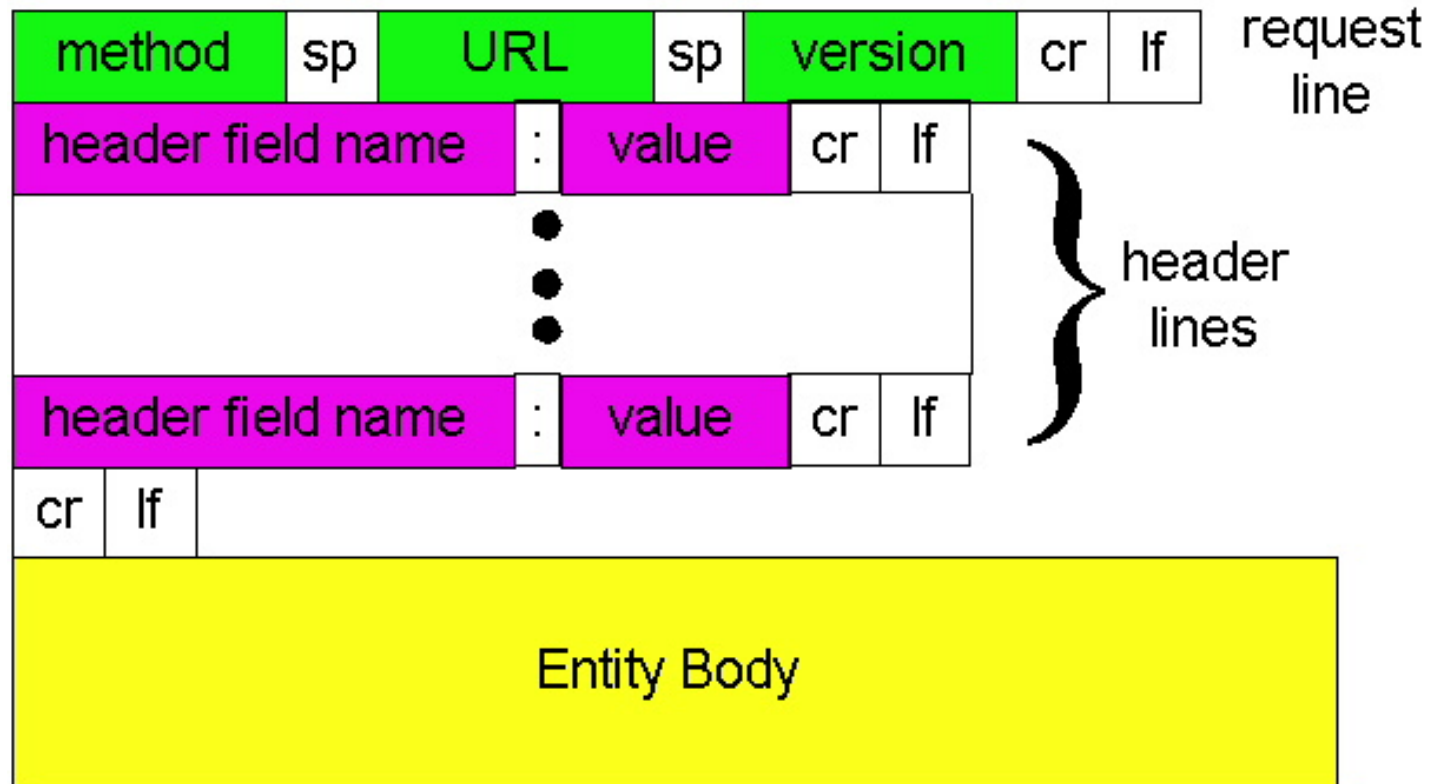 method sp URL sp version cr lf
request
line
header field name : value cr lf
header
lines
header field name : value cr lf
cr lf
Entity Body